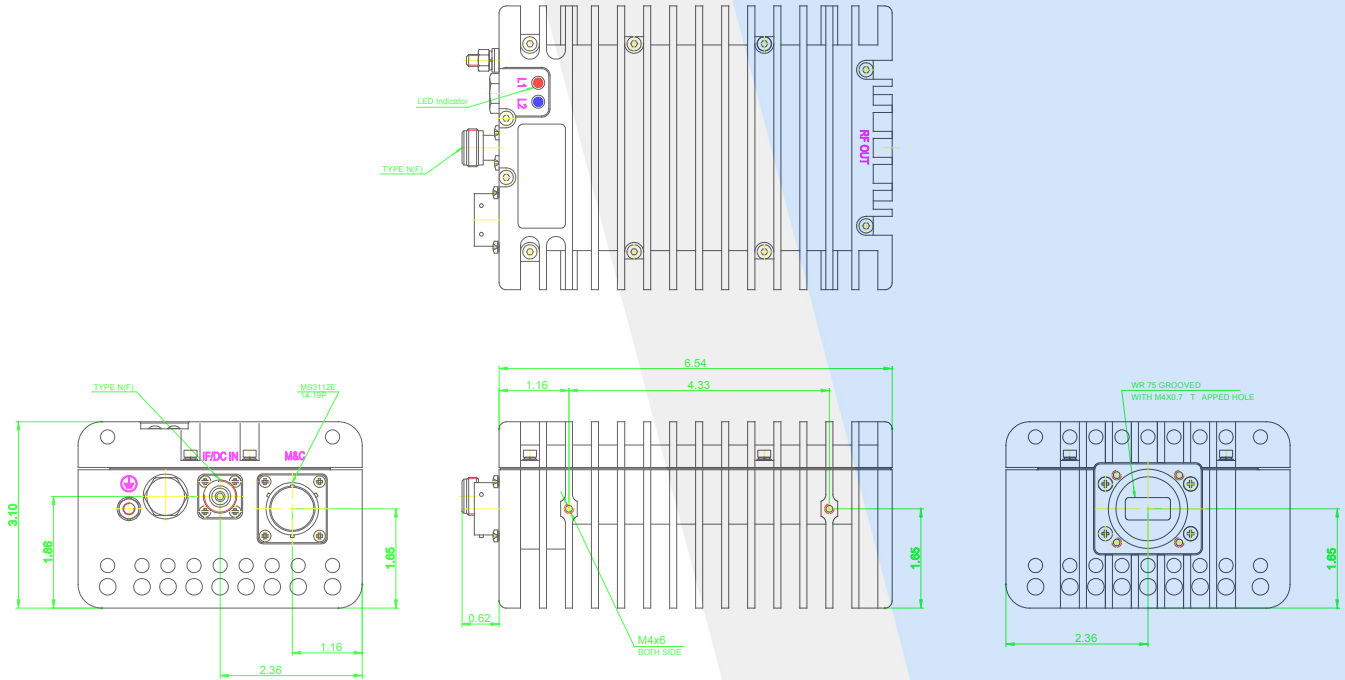 L1
L2
LED Indicator
TYPE N(F)
RF OUT
6.54
1.16
4.33
TYPE N(F)
MS3112E
14-19P
WR 75 GROOVED
WITH M4X0.7 T APPED HOLE
IF/DC IN
M&C
3.10
1.86
1.65
1.65
1.65
0.62
M4x6
BOTH SIDE
1.16
2.36
2.36